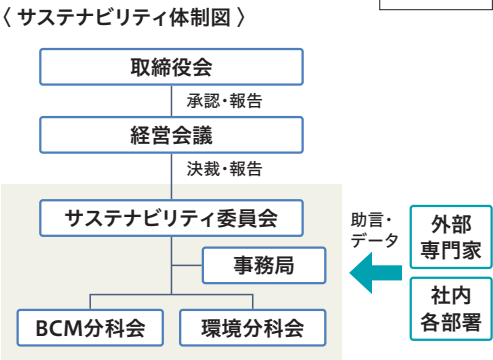 〈 サステナビリティ体制図 〉
取締役会
承認・報告
経営会議
決裁・報告
サステナビリティ委員会
事務局
BCM分科会
環境分科会
助言・
データ
外部
専門家
社内
各部署